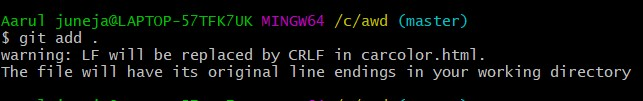 Aarul juneja@LAPTOP-57TFK7UK MINGW64 /c/awd (master)
$ git add .
warning: LF will be replaced by CRLF in carcolor.html.
The file will have its original line endings in your working directory